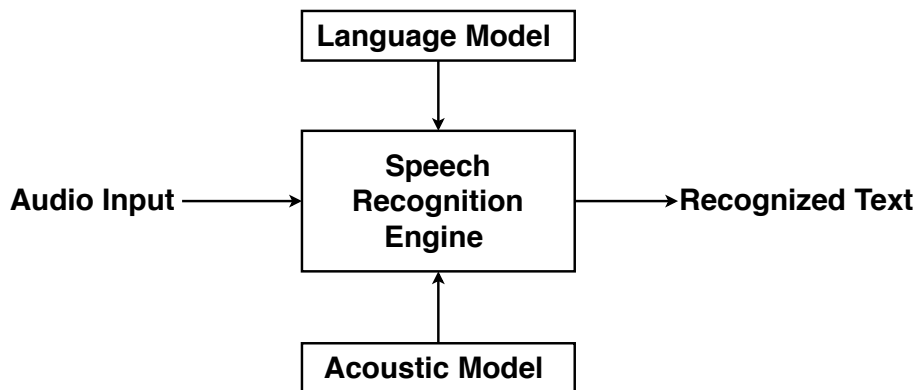 Language Model
Speech
Recognition
Engine
Audio Input
Recognized Text
Acoustic Model